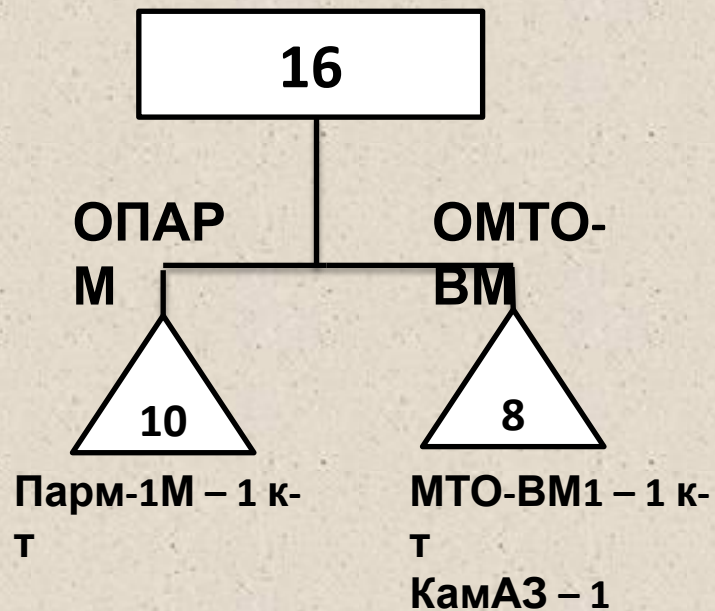 16
ОПАР
М
ОМТО-
ВМ
10
8
Парм-1М – 1 к-
т
МТО-ВМ1 – 1 к-
т
КамАЗ – 1